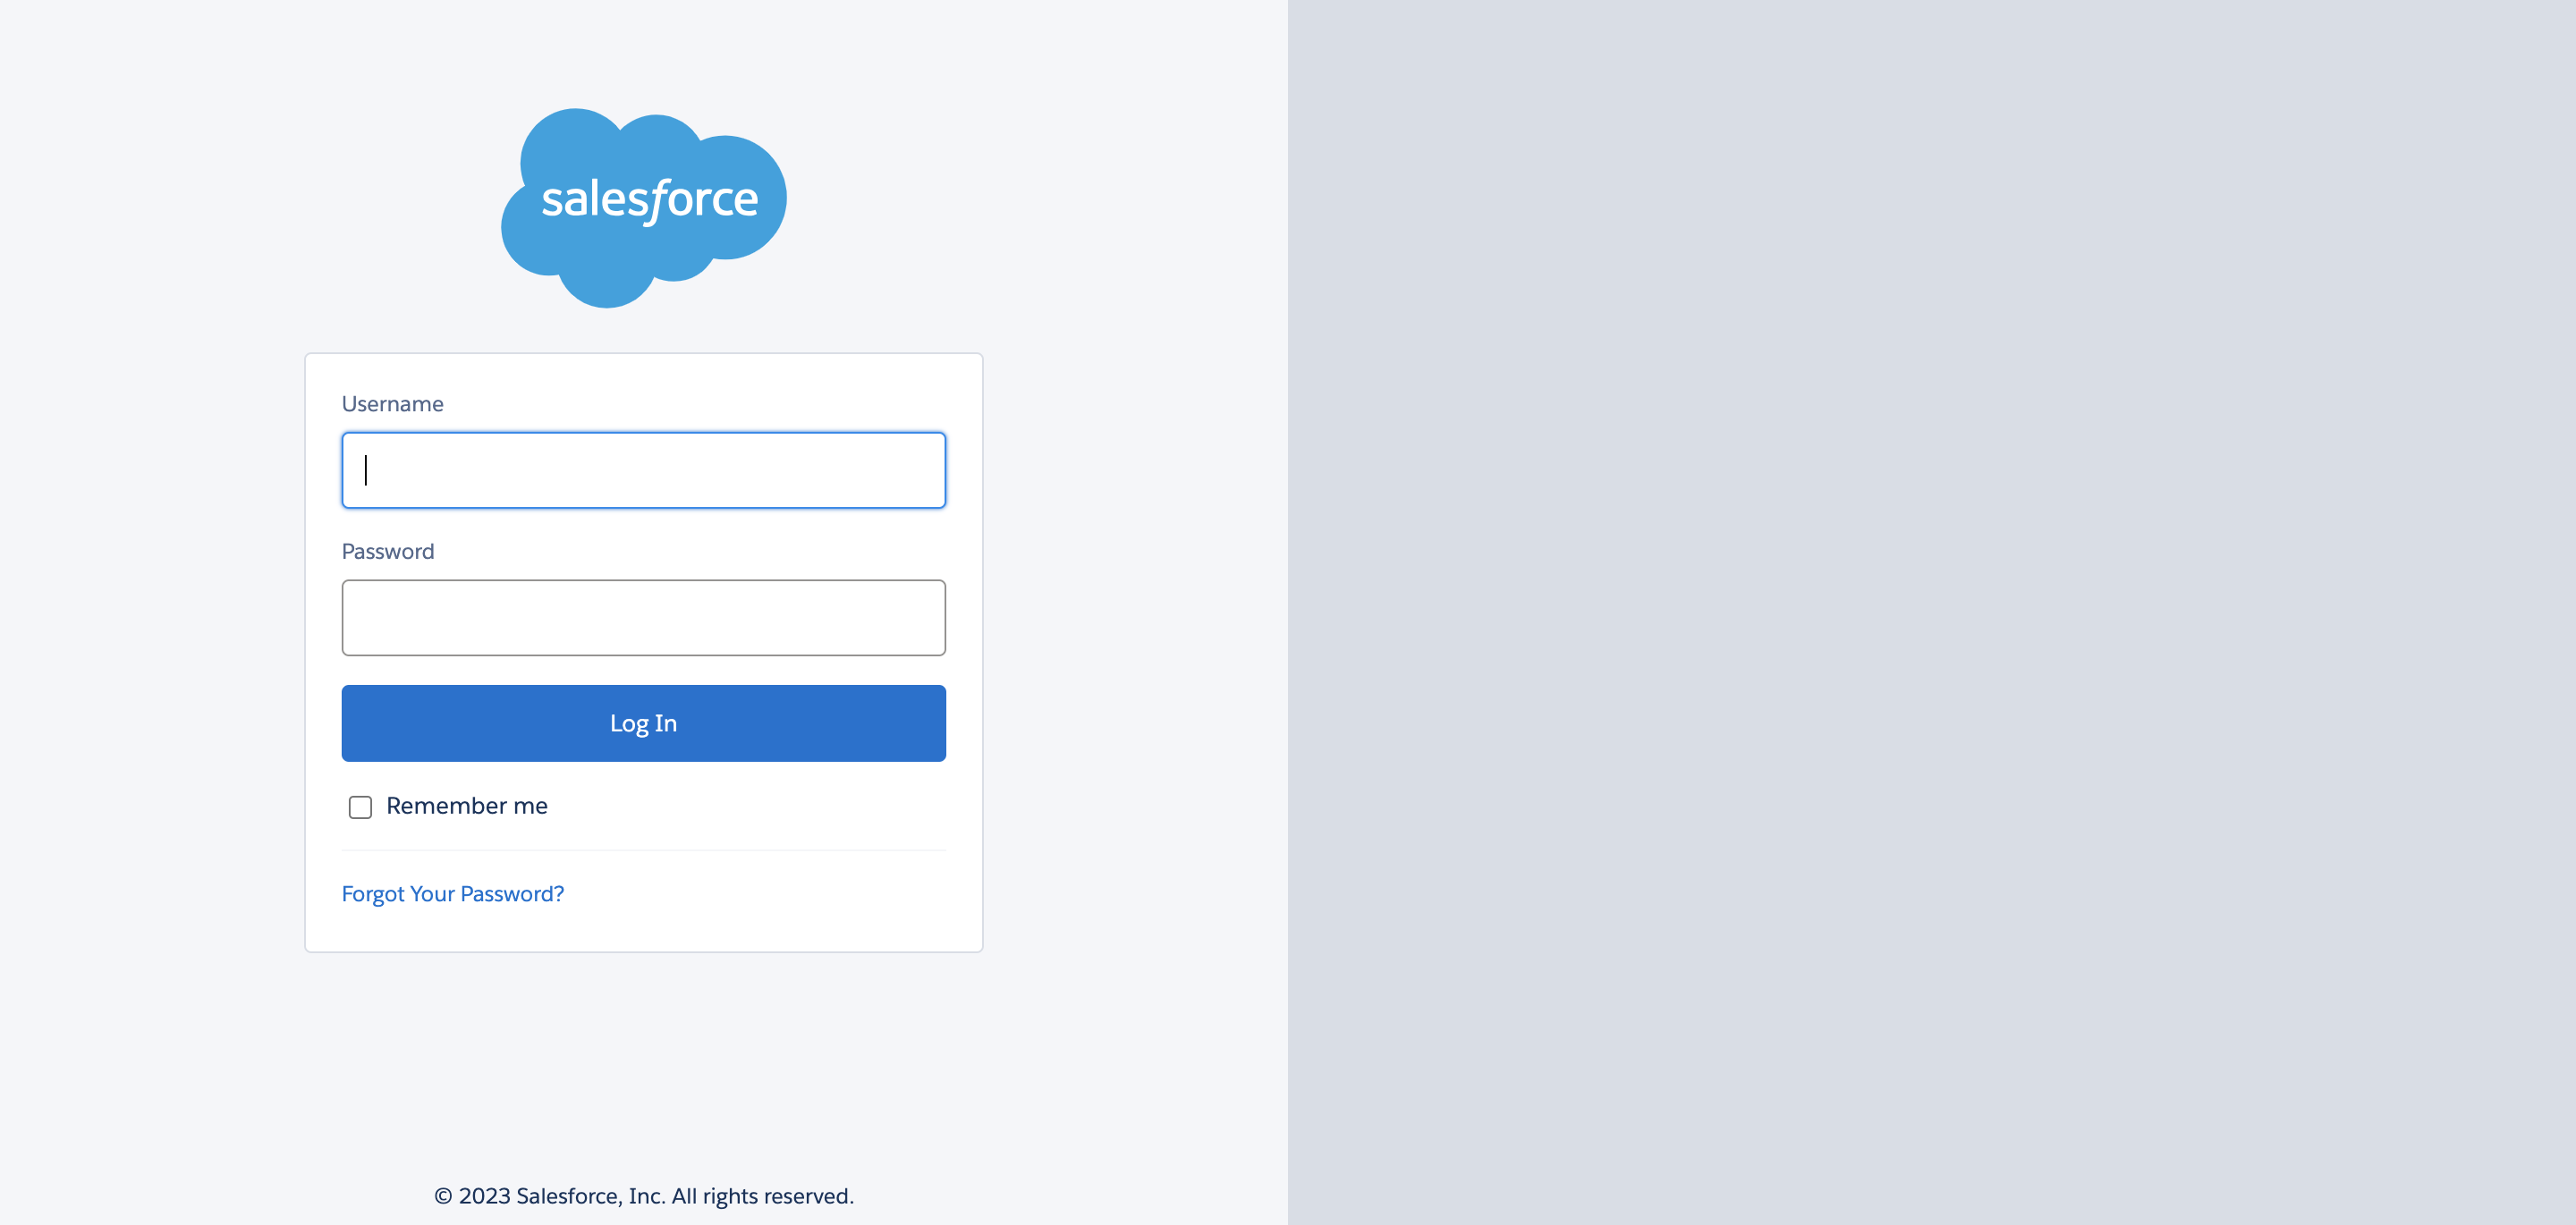 salesforce
Username
Password
Log In
Remember me
Forgot Your Password?
© 2023 Salesforce, Inc. All rights reserved.